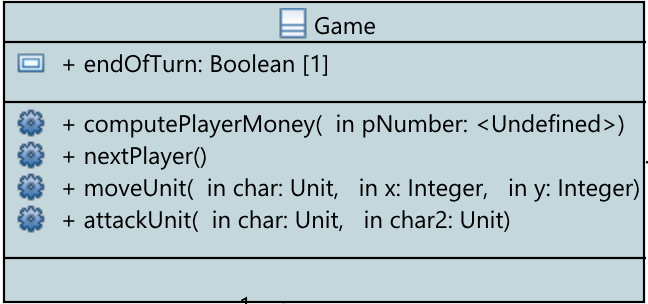 Game
+ endOfTurn: Boolean [1]
+ computePlayerMoney( in pNumber: <Undefined>)
+ nextPlayer()
+ moveUnit( in char: Unit, in x: Integer, in y: Integer)
+ attackUnit( in char: Unit, in char2: Unit)